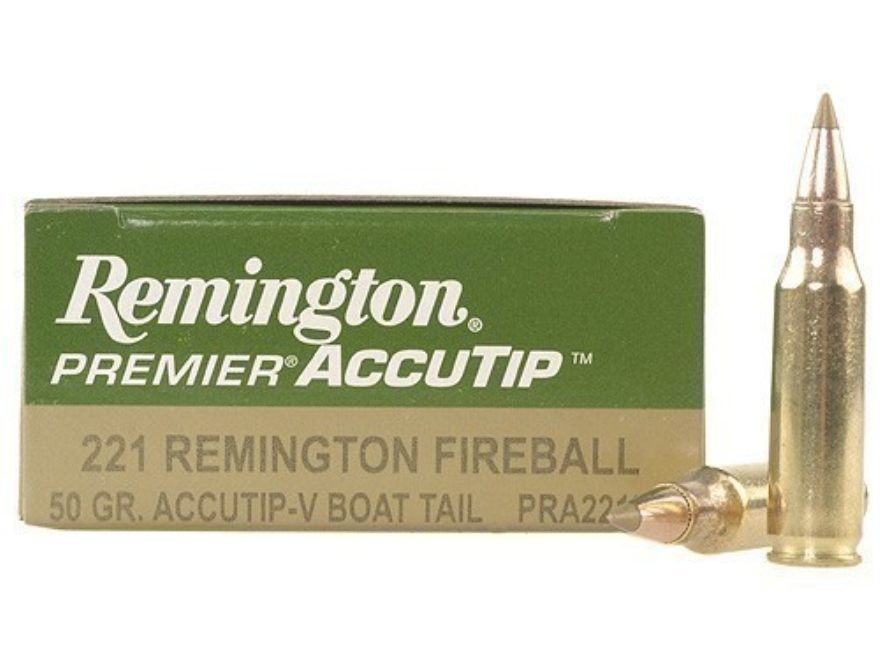 Remington®
PREMIER® ACCUTIP™
221 REMINGTON FIREBALL
50 GR. ACCUTIP-V BOAT TAIL